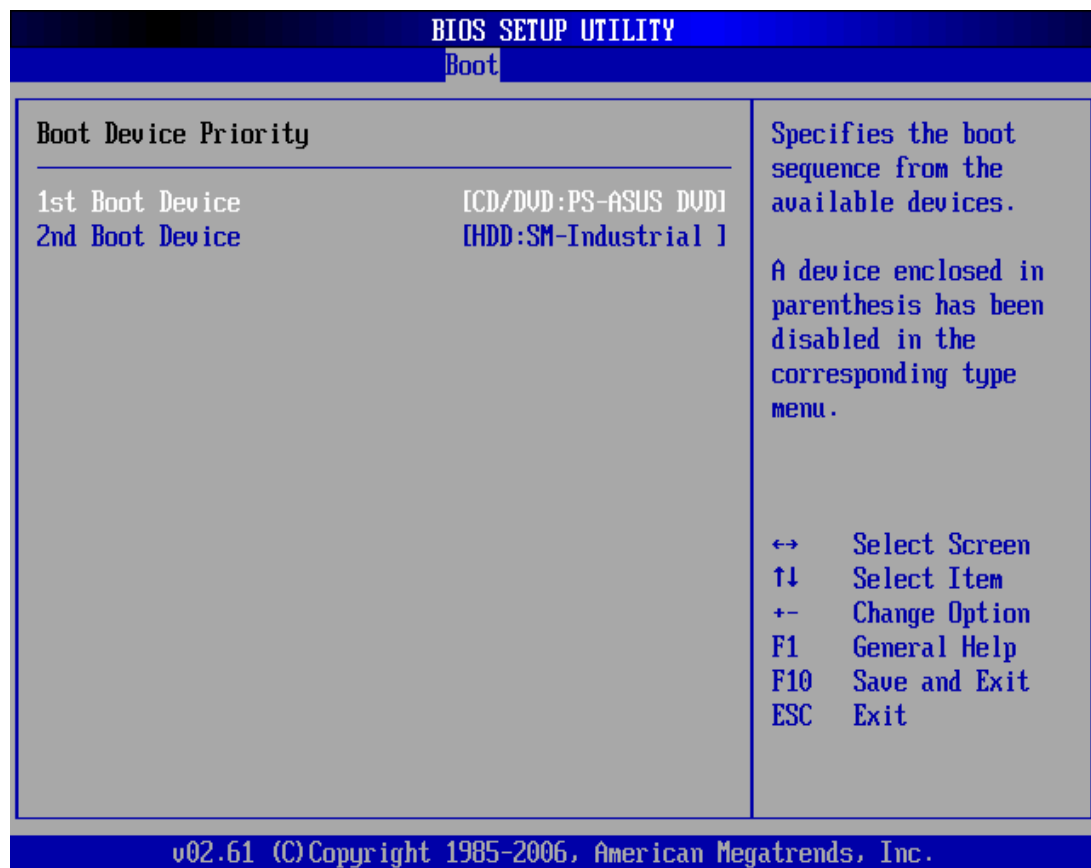 BIOS SETUP UTILITY
Boot
Boot Device Priority
1st Boot Device [CD/DVD:PS-ASUS DVD]
2nd Boot Device [HDD:SM-Industrial ]
Specifies the boot
sequence from the
available devices.
A device enclosed in
parenthesis has been
disabled in the
corresponding type
menu.
↔ Select Screen
↑↓ Select Item
+- Change Option
F1 General Help
F10 Save and Exit
ESC Exit
v02.61 (C)Copyright 1985-2006, American Megatrends, Inc.